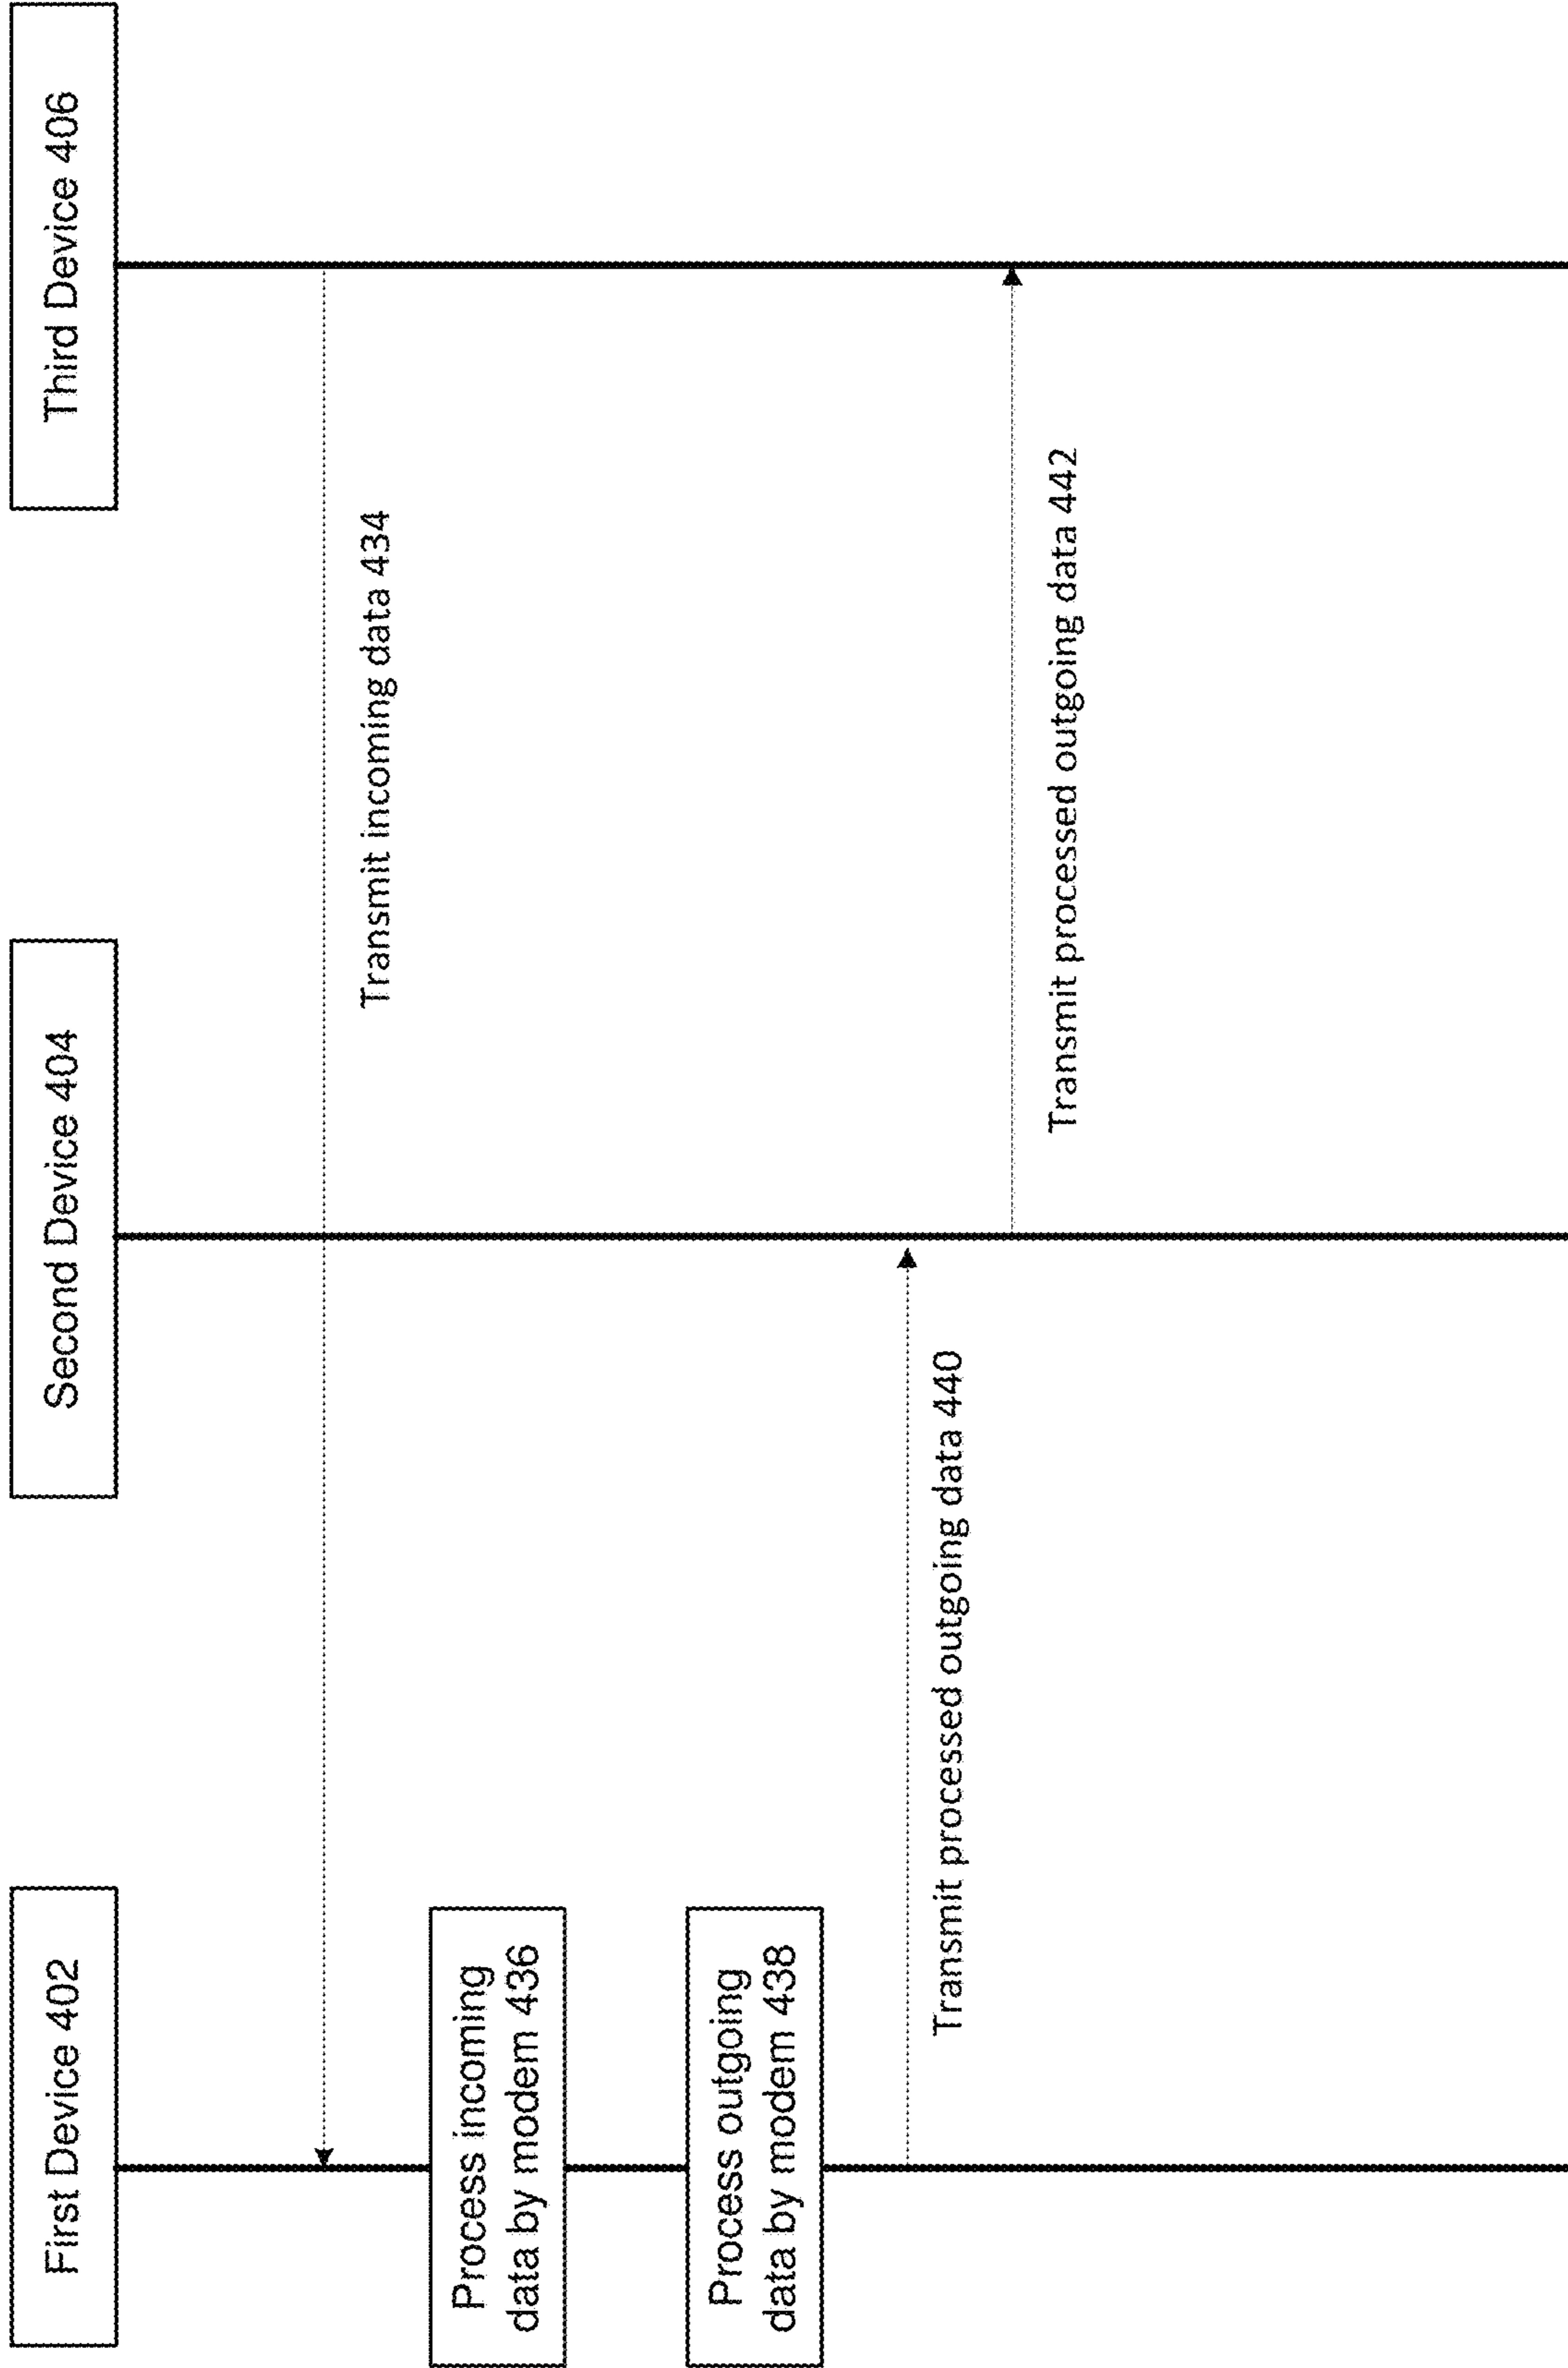 First Device 402
Second Device 404
Third Device 406
Transmit incoming data 434
Process incoming
data by modem 436
Process outgoing
data by modem 438
Transmit processed outgoing data 440
Transmit processed outgoing data 442